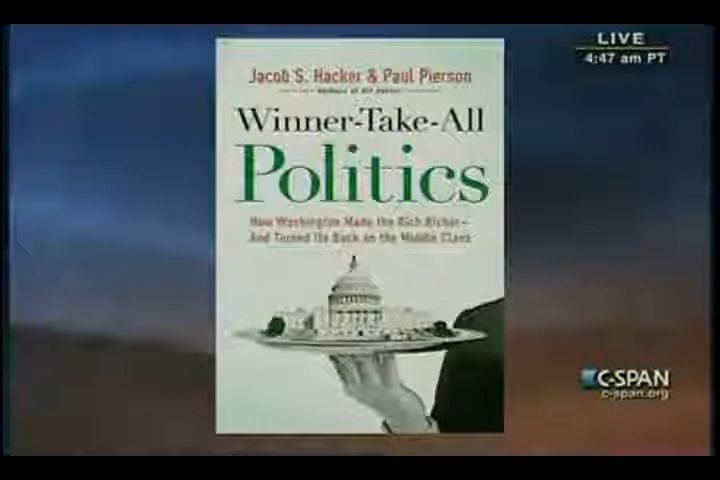 LIVE
4:47 am PT
Jacob S. Hacker & Paul Pierson
Winner-Take-All
Politics
How Washington Made the Rich Richer—
And Turned Its Back on the Middle Class
C-SPAN
c-span.org